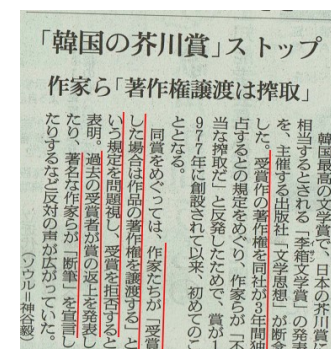 「韓国の芥川賞」ストップ
作家ら「著作権譲渡は搾取」
韓国最高の文学賞で、日本の芥川賞に
相当するとされる「李箱文学賞」の発表
を、主催する出版社「文学思想」が断念
した。受賞作の著作権を同社が3年間独
占するとの規定をめぐり、作家らが「不
当な搾取だ」と反発したためで、賞が1
977年に創設されて以来、初めてのこ
ととなる。
同賞をめぐっては、作家たちが「受賞
した場合は作品の著作権を譲渡する」と
いう規定を問題視し、受賞を拒否すると
表明。過去の受賞者が賞の返上を発表し
たり、著名な作家らが「断筆」を宣言し
たりするなど反対の声が広がっていた。
(ソウル=神谷毅)